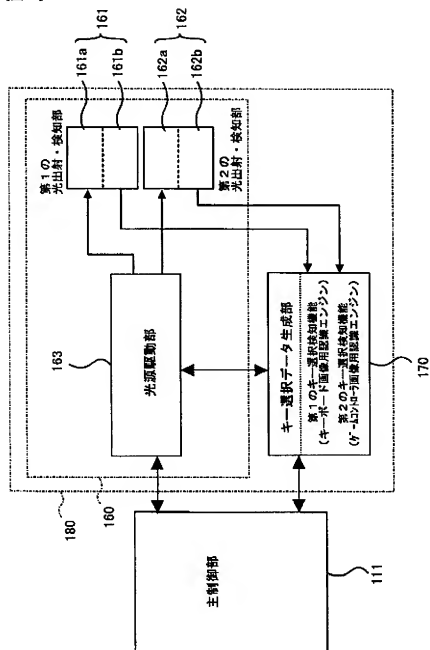 161
161a
161b
162
162a
162b
第1の
光出射・検知部
第2の
光出射・検知部
163
光源駆動部
キー選択データ生成部
第1のキー選択検知機能
(キーボード画像用認識エンジン)
第2のキー選択検知機能
(ゲームコントローラ画像用認識エンジン)
170
160
180
主制御部
111